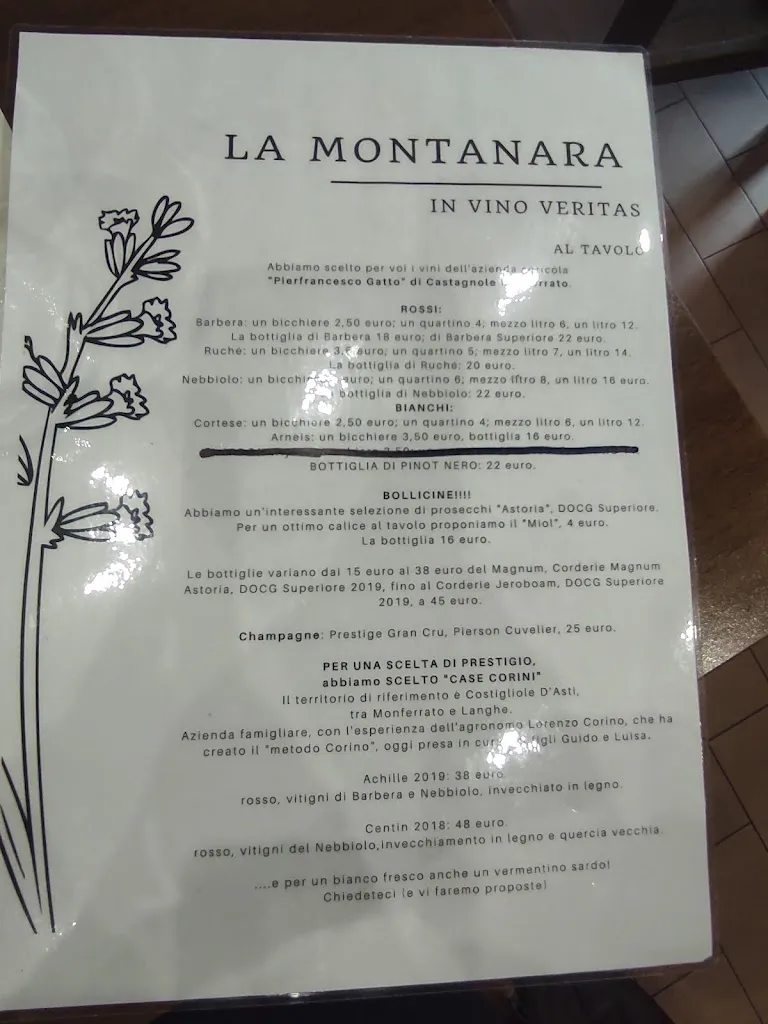 LA MONTANARA
IN VINO VERITAS
AL TAVOLO
Abbiamo scelto per voi i vini dell'azienda agricola
"Pierfrancesco Gatto" di Castagnole
ROSSI:
Barbera: un bicchiere 2,50 euro; un quartino 4; mezzo litro 6, un litro 12.
La bottiglia di Barbera 18 euro; di Barbera Superiore 22 euro.
Ruchè: un bicchiere 3,5 euro; un quartino 5; mezzo litro 7, un litro 14.
La bottiglia di Ruchè: 20 euro.
Nebbiolo: un euro; un quartino 6; mezzo litro 8, un litro 16 euro.
bottiglia di Nebbiolo: 22 euro.
BIANCHI:
Cortese: un bicchiere 2,50 euro; un quartino 4; mezzo litro 6, un litro 12.
Arneis: un bicchiere 3,50 euro, bottiglia 16 euro.
BOTTIGLIA DI PINOT NERO: 22 euro.
BOLLICINE!!!!
Abbiamo un'interessante selezione di prosecchi "Astoria", DOCG Superiore.
Per un ottimo calice al tavolo proponiamo il "Miol", 4 euro.
La bottiglia 16 euro.
Le bottiglie variano dai 15 euro ai 38 euro del Magnum, Corderie Magnum
Astoria, DOCG Superiore 2019, fino al Corderie Jeroboam, DOCG Superiore
2019, a 45 euro.
Champagne: Prestige Gran Cru, Pierson Cuvelier, 25 euro.
PER UNA SCELTA DI PRESTIGIO,
abbiamo SCELTO "CASE CORINI"
Il territorio di riferimento è Costigliole D'Asti,
tra Monferrato e Langhe.
Azienda famigliare, con l'esperienza dell'agronomo Lorenzo Corino, che ha
creato il "metodo Corino", oggi presa in figli Guido e Luisa.
Achille 2019: 38 euro
rosso, vitigni di Barbera e Nebbiolo, invecchiato in legno.
Centin 2018: 48 euro.
rosso, vitigni del Nebbiolo,invecchiamento in legno e quercia vecchia.
....e per un bianco fresco anche un vermentino sardo!
Chiedeteci (e vi faremo proposte)